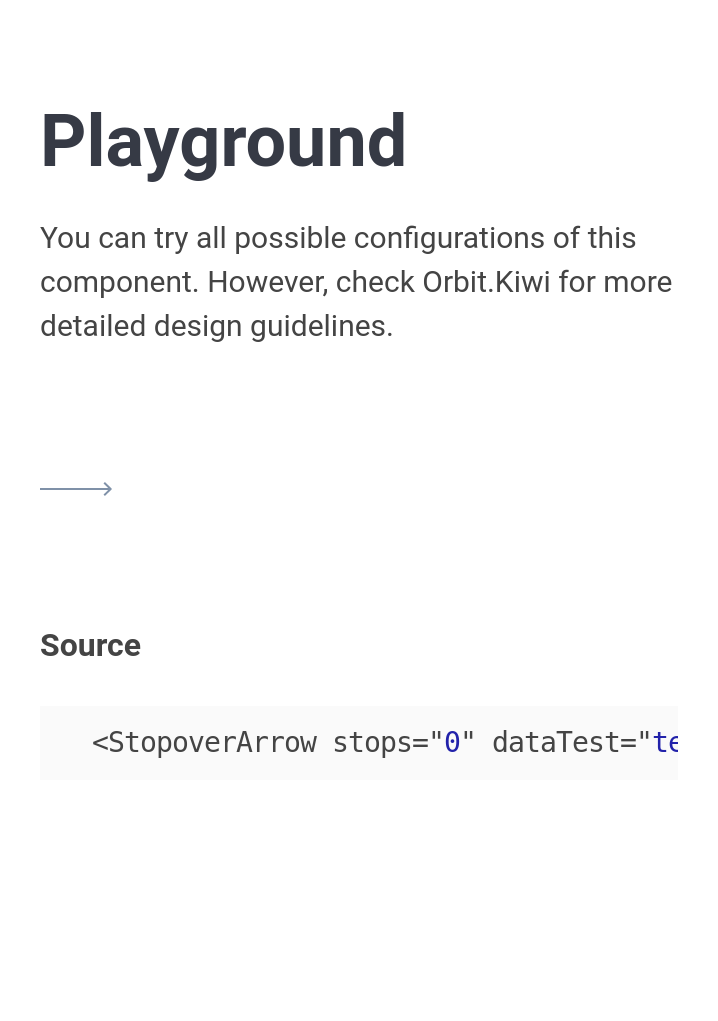 Playground
You can try all possible configurations of this
component. However, check Orbit.Kiwi for more
detailed design guidelines.
Source
<StopoverArrow stops="0" dataTest="te